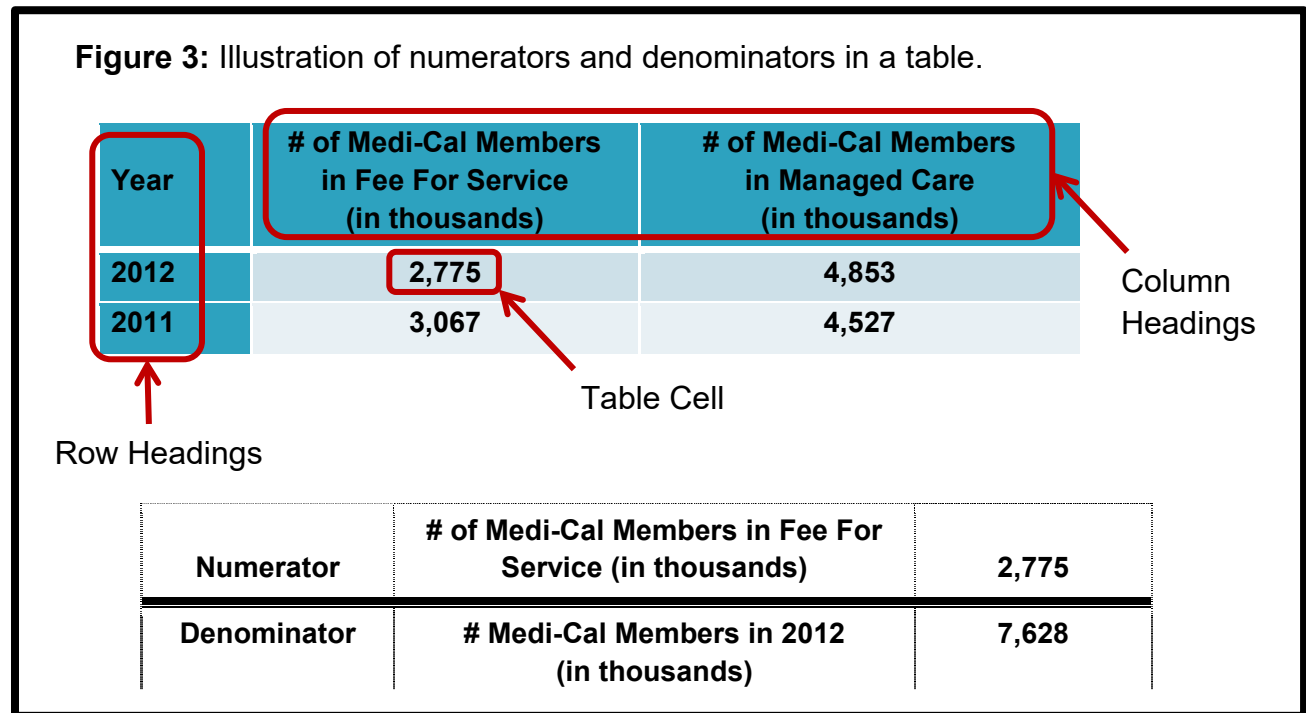 Figure 3: Illustration of numerators and denominators in a table.
Year
# of Medi-Cal Members
in Fee For Service
(in thousands)
# of Medi-Cal Members
in Managed Care
(in thousands)
2012 2,775 4,853
2011 3,067 4,527
Column
Headings
Table Cell
Row Headings
Numerator
# of Medi-Cal Members in Fee For
Service (in thousands)
2,775
Denominator
# Medi-Cal Members in 2012
(in thousands)
7,628